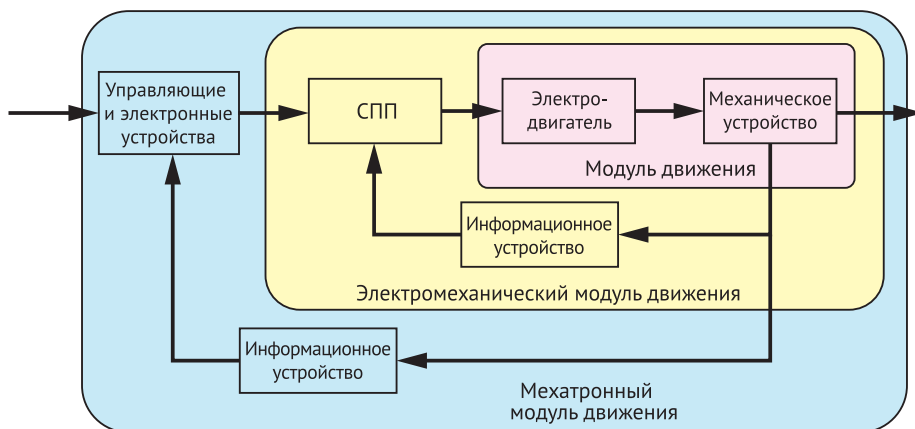 Управляющие
и электронные
устройства
СПП
Электро-
двигатель
Механическое
устройство
Модуль движения
Информационное
устройство
Электромеханический модуль движения
Информационное
устройство
Мехатронный
модуль движения